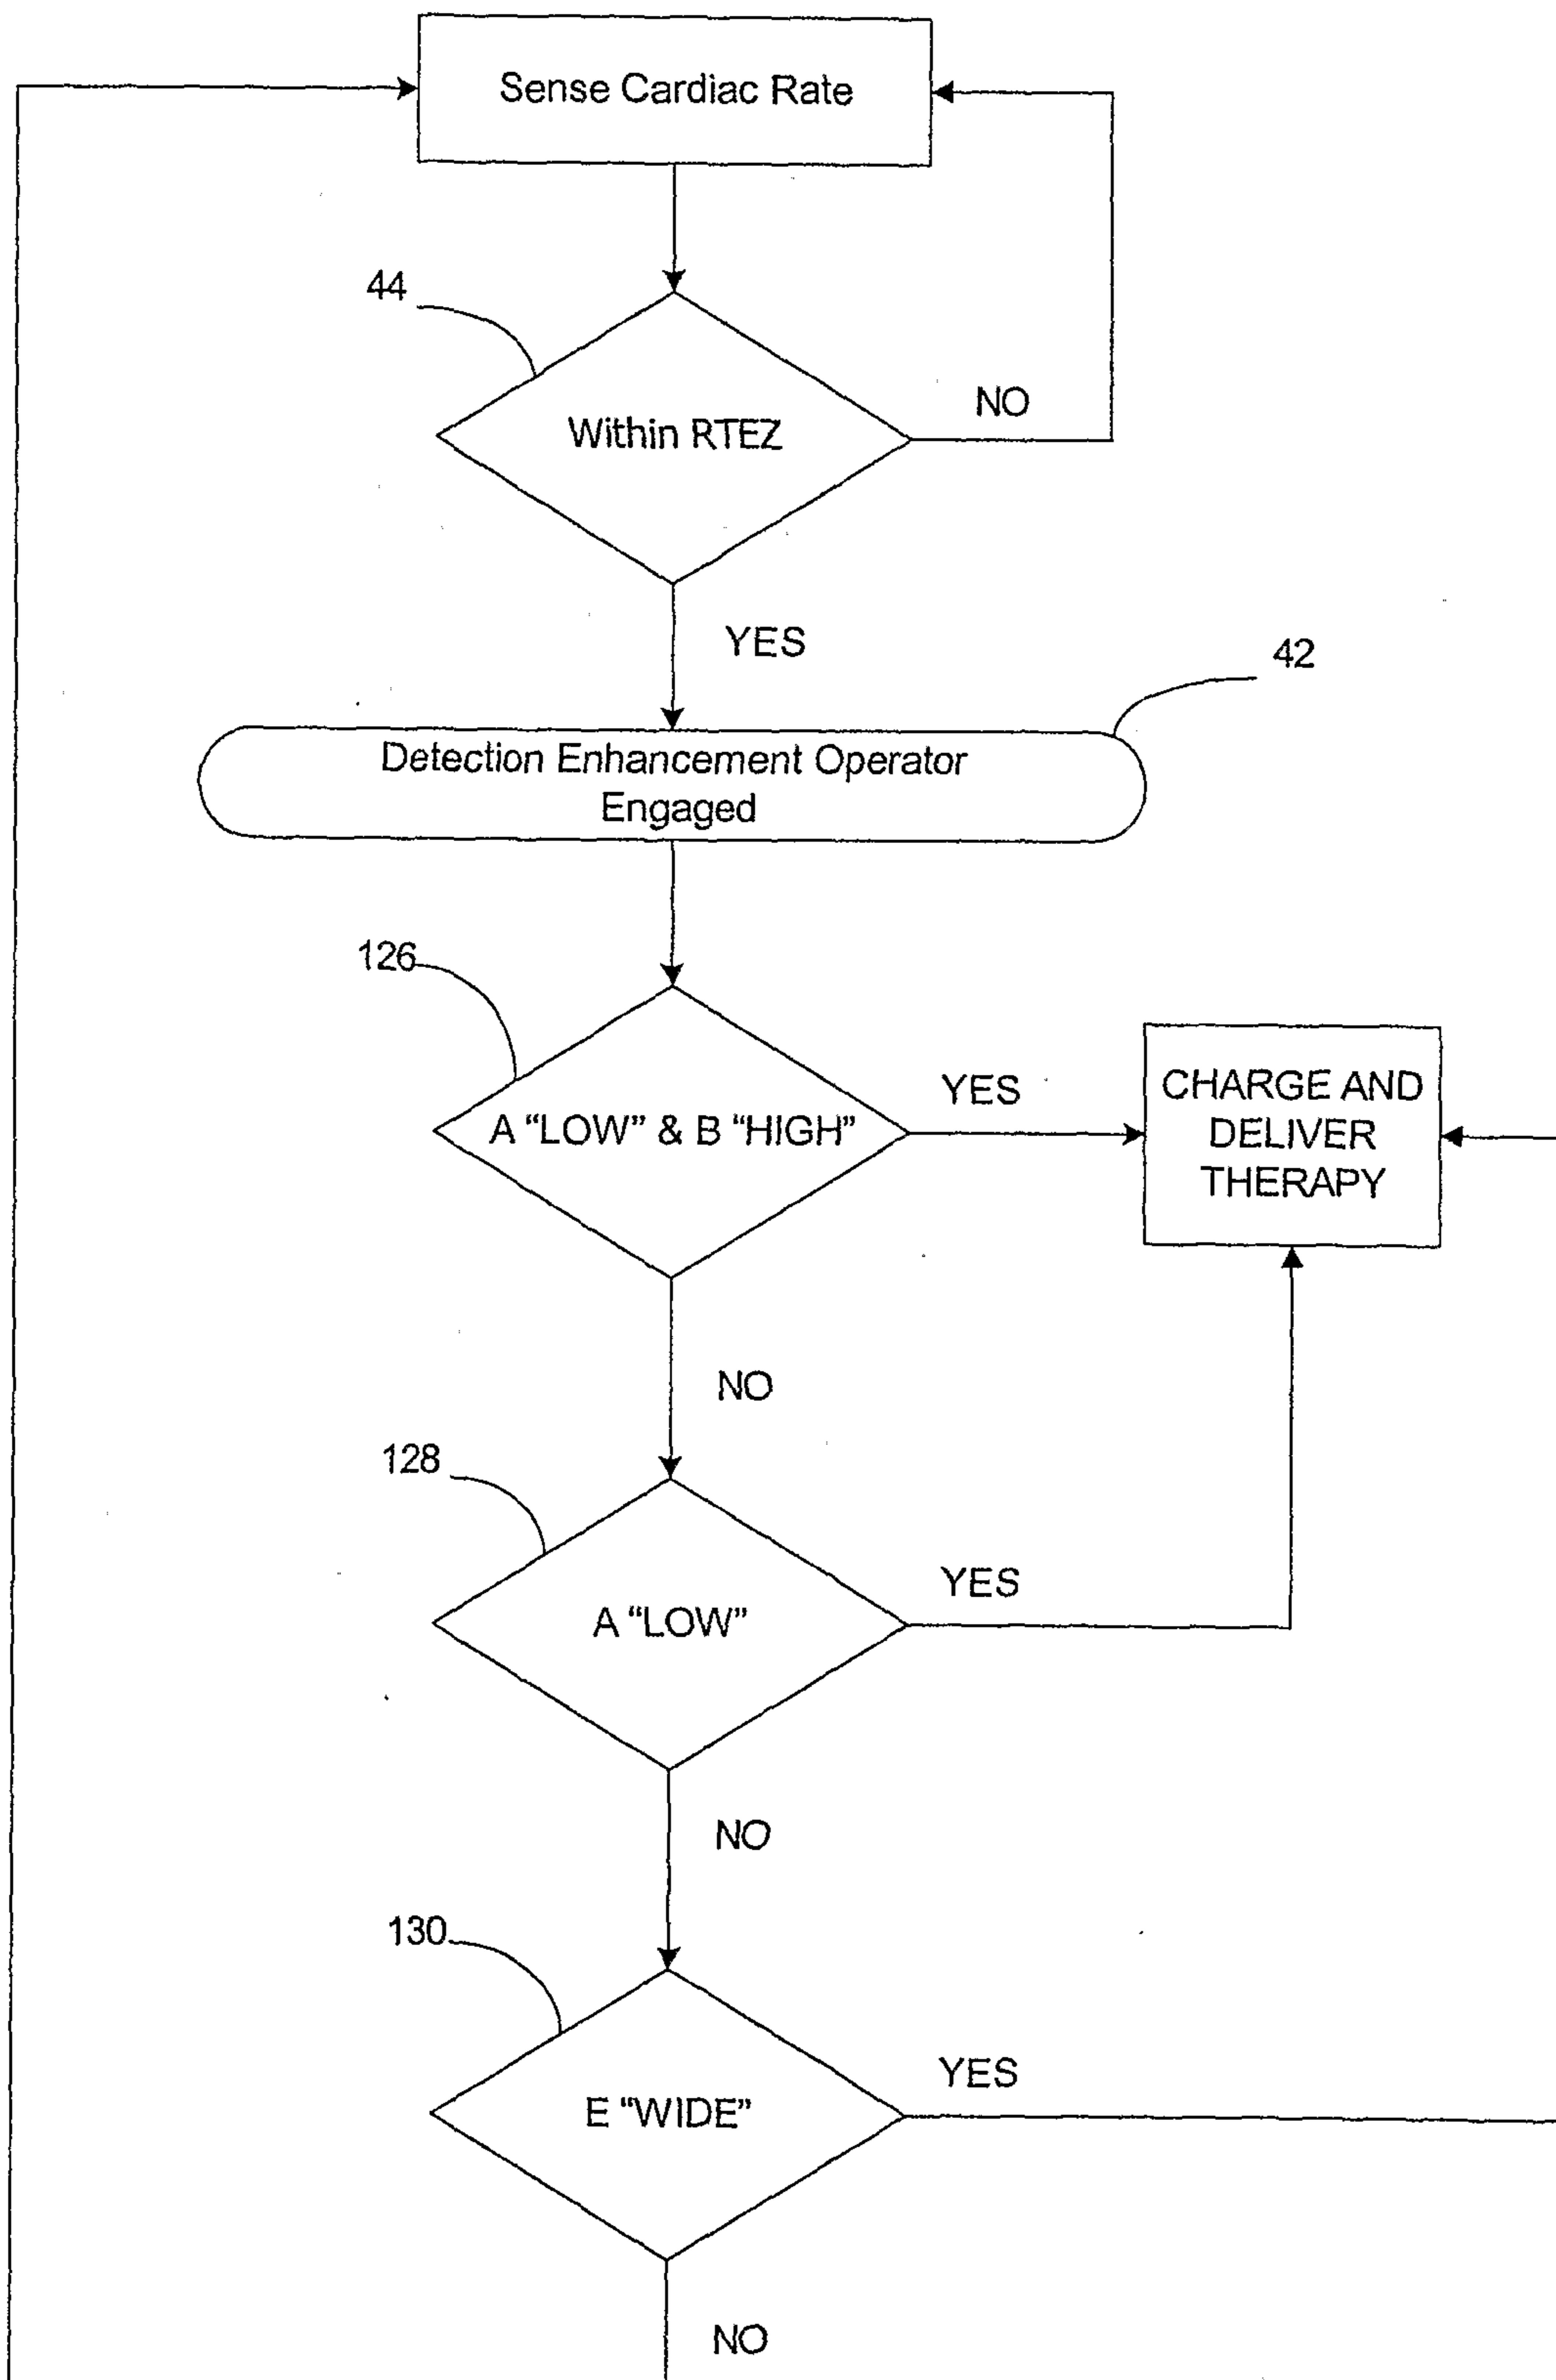 Sense Cardiac Rate
44
Within RTEZ
NO
YES
42
Detection Enhancement Operator
Engaged
126
A “LOW” & B “HIGH”
YES
CHARGE AND
DELIVER
THERAPY
NO
128
A “LOW”
YES
NO
130
E “WIDE”
YES
NO